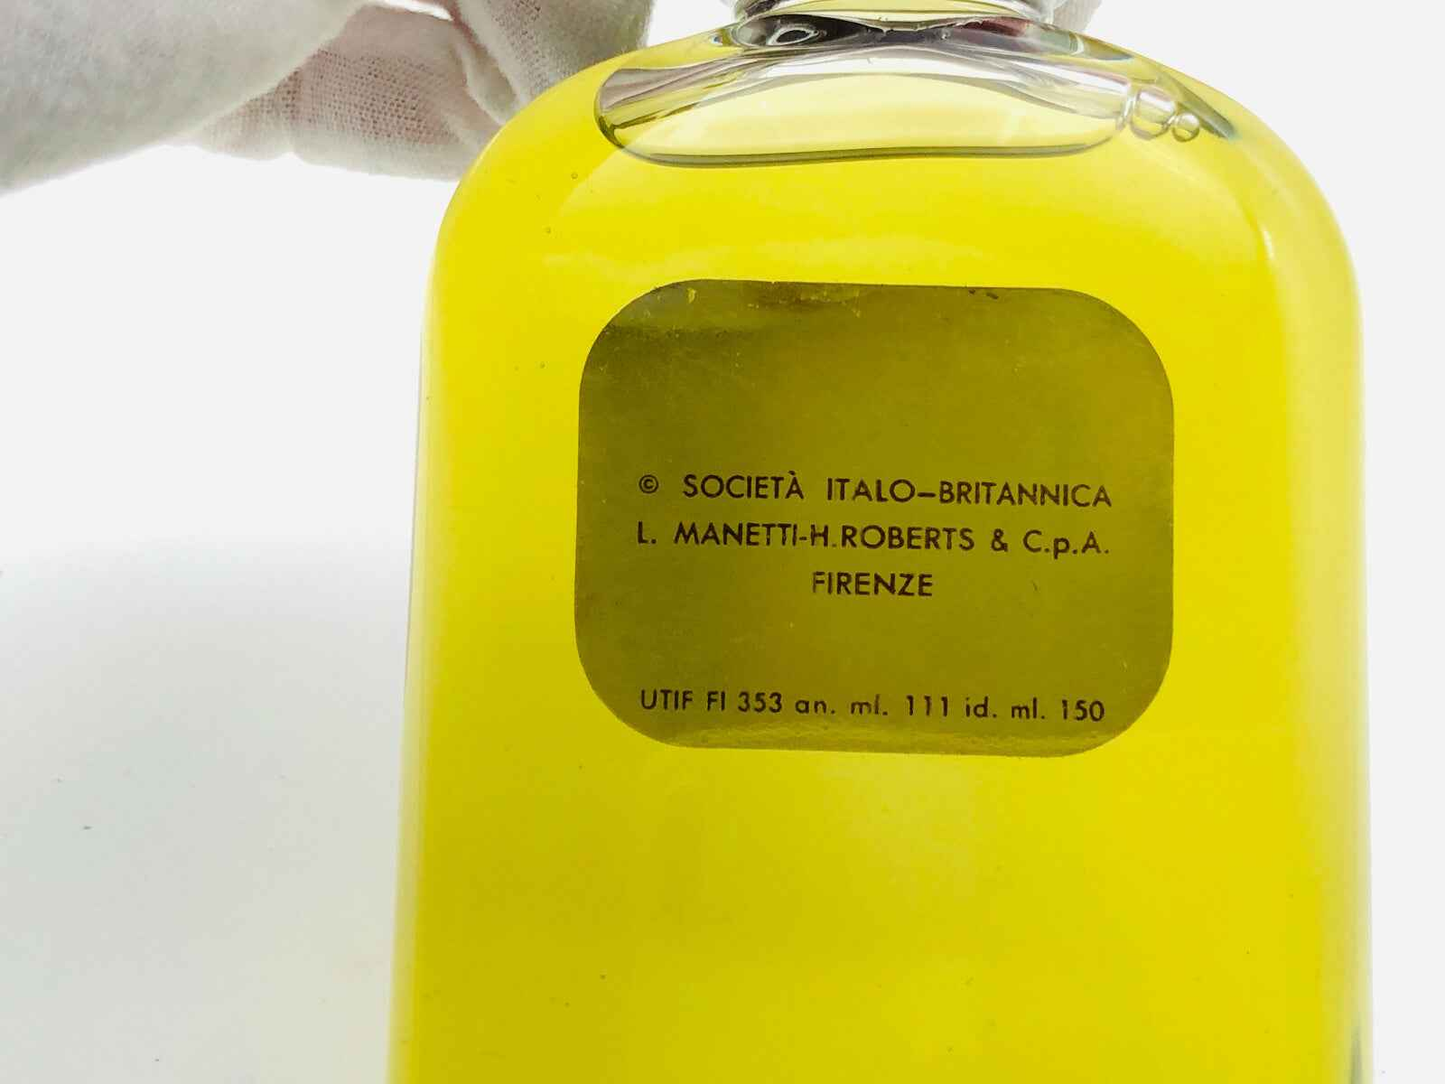 © SOCIETÀ ITALO-BRITANNICA
L. MANETTI-H.ROBERTS & C.p.A.
FIRENZE
UTIF FI 353 an. ml. 111 id. ml. 150